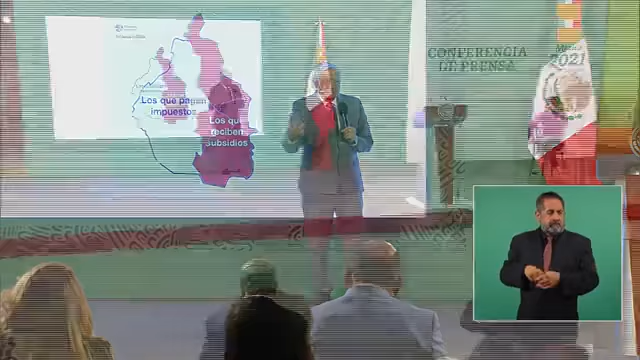 Los que pagan
impuestos
Los que
reciben
subsidios
CONFERENCIA
DE PRENSA
2021